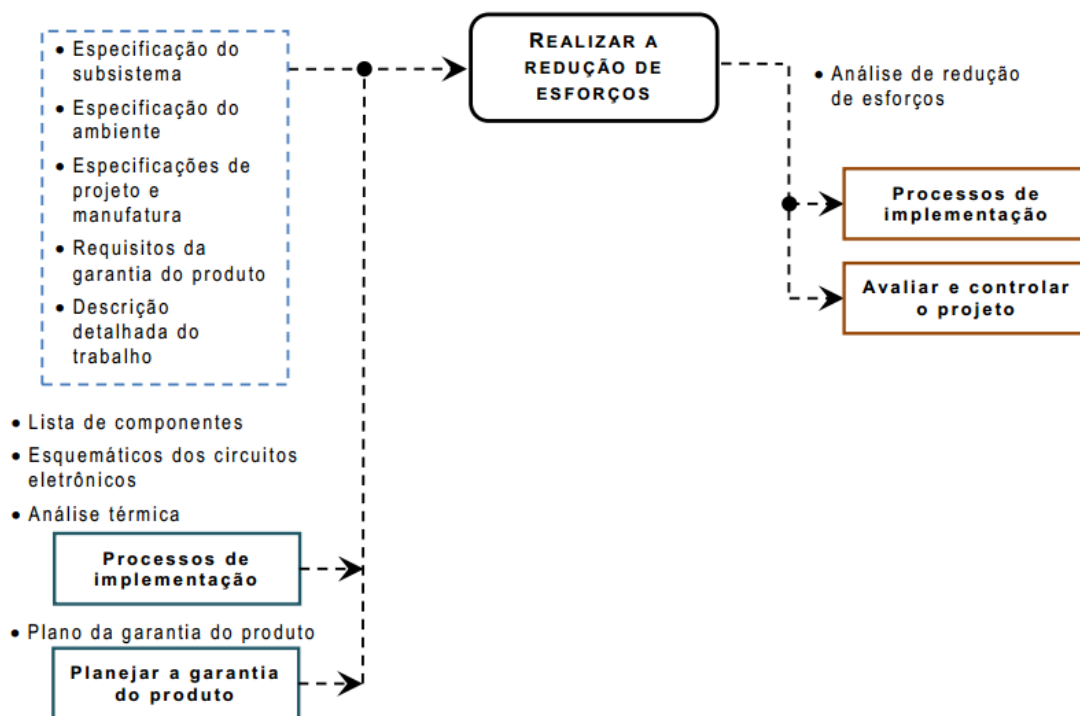 • Especificação do
subsistema
• Especificação do
ambiente
• Especificações de
projeto e
manufatura
• Requisitos da
garantia do produto
• Descrição
detalhada do
trabalho
REALIZAR A
REDUÇÃO DE
ESFORÇOS
• Análise de redução
de esforços
Processos de
implementação
Avaliar e controlar
o projeto
• Lista de componentes
• Esquemáticos dos circuitos
eletrônicos
• Análise térmica
Processos de
implementação
• Plano da garantia do produto
Planejar a garantia
do produto